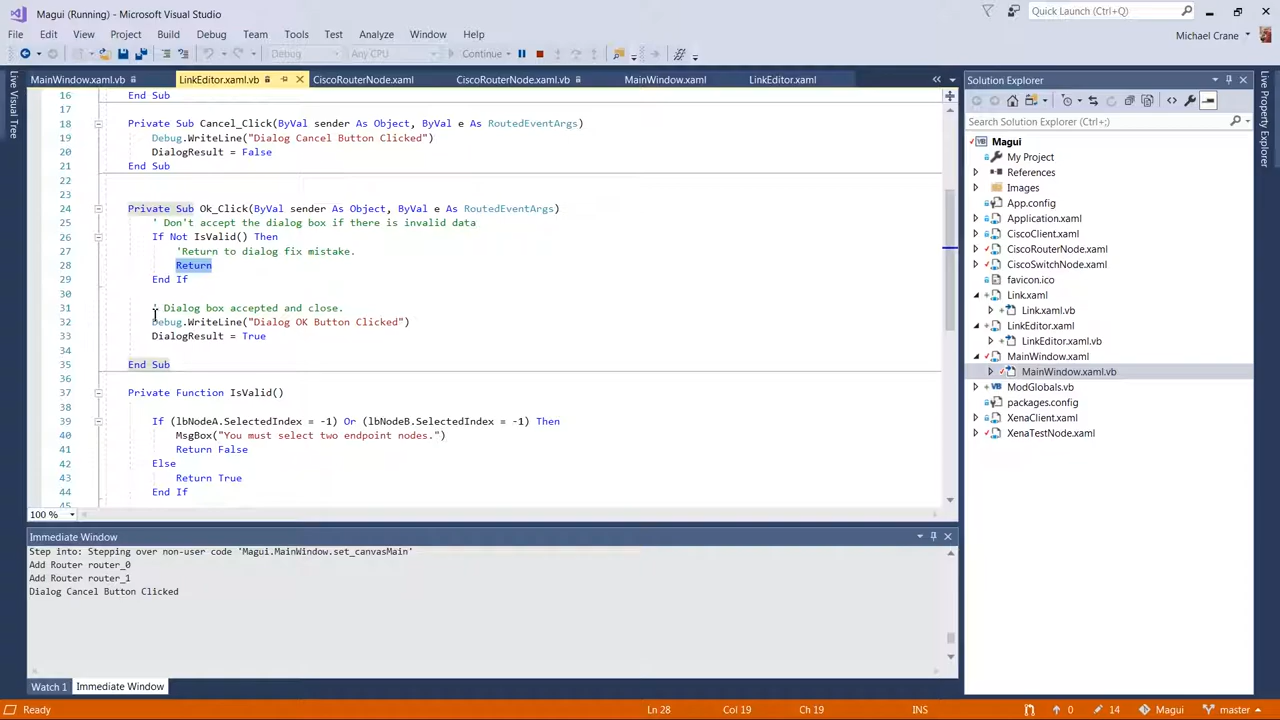 Magui (Running) - Microsoft Visual Studio
Quick Launch (Ctrl+Q)
File Edit View Project Build Debug Team Tools Test Analyze Window Help
Michael Crane
Debug Any CPU Continue
MainWindow.xaml.vb LinkEditor.xaml.vb CiscoRouterNode.xaml CiscoRouterNode.xaml.vb MainWindow.xaml LinkEditor.xaml
Live Visual Tree
16 End Sub
17
18 Private Sub Cancel_Click(ByVal sender As Object, ByVal e As RoutedEventArgs)
19 Debug.WriteLine("Dialog Cancel Button Clicked")
20 DialogResult = False
21 End Sub
22
23
24 Private Sub Ok_Click(ByVal sender As Object, ByVal e As RoutedEventArgs)
25 ' Don't accept the dialog box if there is invalid data
26 If Not IsValid() Then
27 'Return to dialog fix mistake.
28 Return
29 End If
30
31 ' Dialog box accepted and close.
32 Debug.WriteLine("Dialog OK Button Clicked")
33 DialogResult = True
34
35 End Sub
36
37 Private Function IsValid()
38
39 If (lbNodeA.SelectedIndex = -1) Or (lbNodeB.SelectedIndex = -1) Then
40 MsgBox("You must select two endpoint nodes.")
41 Return False
42 Else
43 Return True
44 End If
45
100 %
Immediate Window
Step into: Stepping over non-user code 'Magui.MainWindow.set_canvasMain'
Add Router router_0
Add Router router_1
Dialog Cancel Button Clicked
Watch 1 Immediate Window
Solution Explorer
Search Solution Explorer (Ctrl+;)
Magui
My Project
References
Images
App.config
Application.xaml
CiscoClient.xaml
CiscoRouterNode.xaml
CiscoSwitchNode.xaml
favicon.ico
Link.xaml
Link.xaml.vb
LinkEditor.xaml
LinkEditor.xaml.vb
MainWindow.xaml
MainWindow.xaml.vb
ModGlobals.vb
packages.config
XenaClient.xaml
XenaTestNode.xaml
Live Property Explorer
Ready Ln 28 Col 19 Ch 19 INS 0 14 Magui master